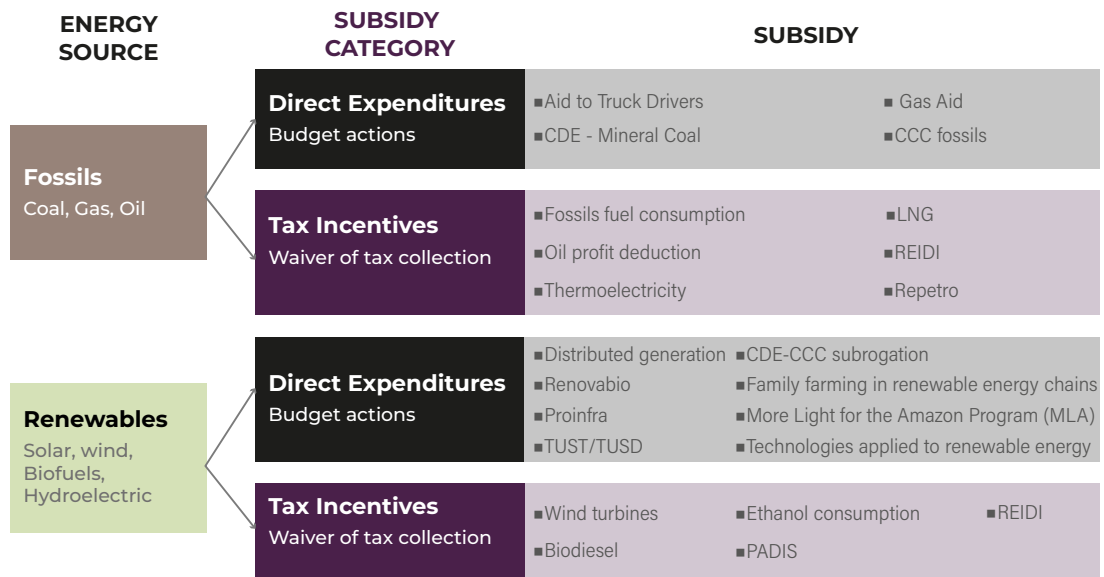 ENERGY
SOURCE
SUBSIDY
CATEGORY
SUBSIDY
Fossils
Coal, Gas, Oil
Direct Expenditures
Budget actions
■Aid to Truck Drivers
■ Gas Aid
■CDE - Mineral Coal
■CCC fossils
Tax Incentives
Waiver of tax collection
■Fossils fuel consumption
■LNG
■Oil profit deduction
■REIDI
■Thermoelectricity
■Repetro
Renewables
Solar, wind,
Biofuels,
Hydroelectric
Direct Expenditures
Budget actions
■Distributed generation
■CDE-CCC subrogation
■Renovabio
■Family farming in renewable energy chains
■Proinfra
■More Light for the Amazon Program (MLA)
■TUST/TUSD
■Technologies applied to renewable energy
Tax Incentives
Waiver of tax collection
■Wind turbines
■Ethanol consumption
■REIDI
■Biodiesel
■PADIS